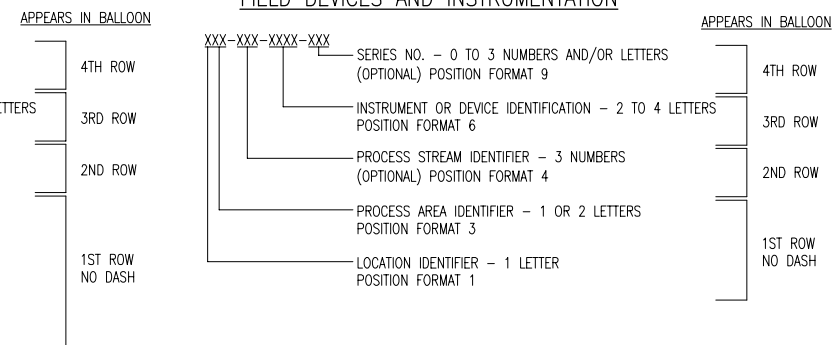 FIELD DEVICES AND INSTRUMENTATION
APPEARS IN BALLOON
4TH ROW
3RD ROW
2ND ROW
1ST ROW
NO DASH
XXX-XXX-XXXX-XXX
SERIES NO. – 0 TO 3 NUMBERS AND/OR LETTERS
(OPTIONAL) POSITION FORMAT 9
INSTRUMENT OR DEVICE IDENTIFICATION – 2 TO 4 LETTERS
POSITION FORMAT 6
PROCESS STREAM IDENTIFIER – 3 NUMBERS
(OPTIONAL) POSITION FORMAT 4
PROCESS AREA IDENTIFIER – 1 OR 2 LETTERS
POSITION FORMAT 3
LOCATION IDENTIFIER – 1 LETTER
POSITION FORMAT 1
APPEARS IN BALLOON
4TH ROW
3RD ROW
2ND ROW
1ST ROW
NO DASH